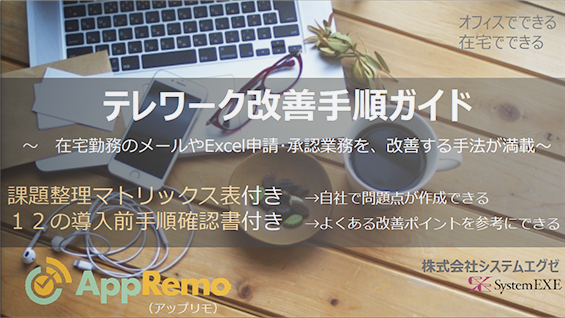 オフィスでできる
在宅でできる
テレワーク改善手順ガイド
～ 在宅勤務のメールやExcel申請・承認業務を、改善する手法が満載～
課題整理マトリックス表付き →自社で問題点が作成できる
１２の導入前手順確認書付き →よくある改善ポイントを参考にできる
AppRemo
（アップリモ）
株式会社システムエグゼ
SystemEXE